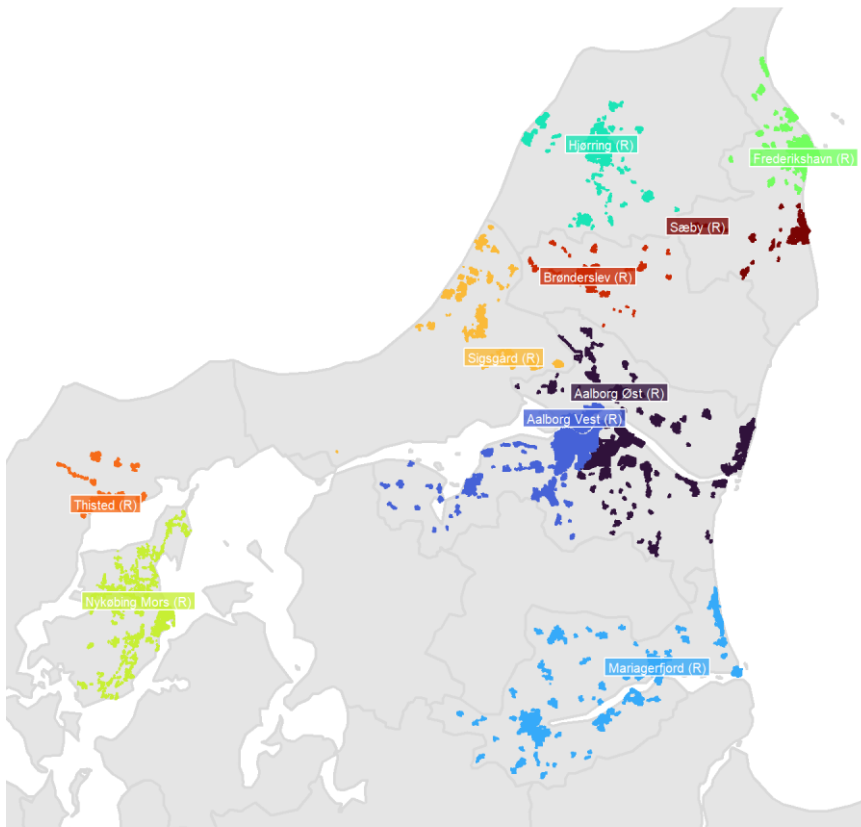 Hjørring (R)
Frederikshavn (R)
Sæby (R)
Brønderslev (R)
Sigsgård (R)
Aalborg Øst (R)
Aalborg Vest (R)
Thisted (R)
Nykøbing Mors (R)
Mariagerfjord (R)